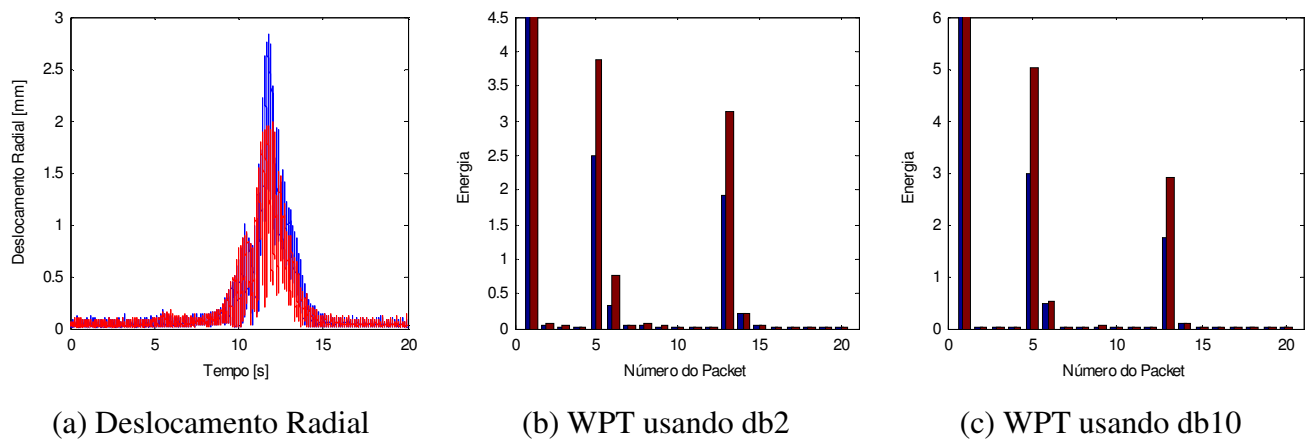 3
2.5
2
1.5
1
0.5
0
0 5 10 15 20
Deslocamento Radial [mm]
Tempo [s]
(a) Deslocamento Radial
4.5
4
3.5
3
2.5
2
1.5
1
0.5
0
0 5 10 15 20
Energia
Número do Packet
(b) WPT usando db2
6
5
4
3
2
1
0
0 5 10 15 20
Energia
Número do Packet
(c) WPT usando db10